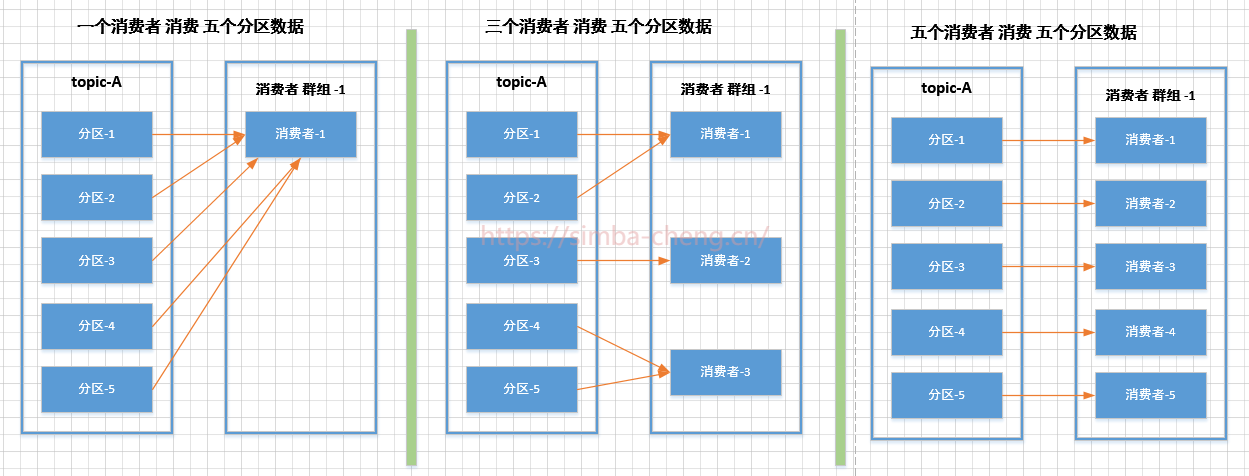 一个消费者 消费 五个分区数据
topic-A
消费者 群组 -1
分区-1
消费者-1
分区-2
分区-3
分区-4
分区-5
三个消费者 消费 五个分区数据
topic-A
消费者 群组 -1
分区-1
消费者-1
分区-2
https://simba-cheng.cn/
分区-3
消费者-2
分区-4
消费者-3
分区-5
五个消费者 消费 五个分区数据
topic-A
消费者 群组 -1
分区-1
消费者-1
分区-2
消费者-2
分区-3
消费者-3
分区-4
消费者-4
分区-5
消费者-5